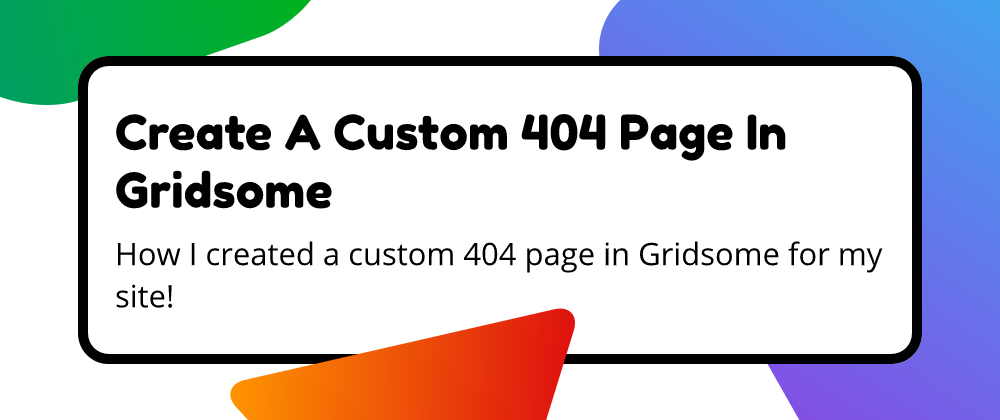 Create A Custom 404 Page In
Gridsome
How I created a custom 404 page in Gridsome for my
site!